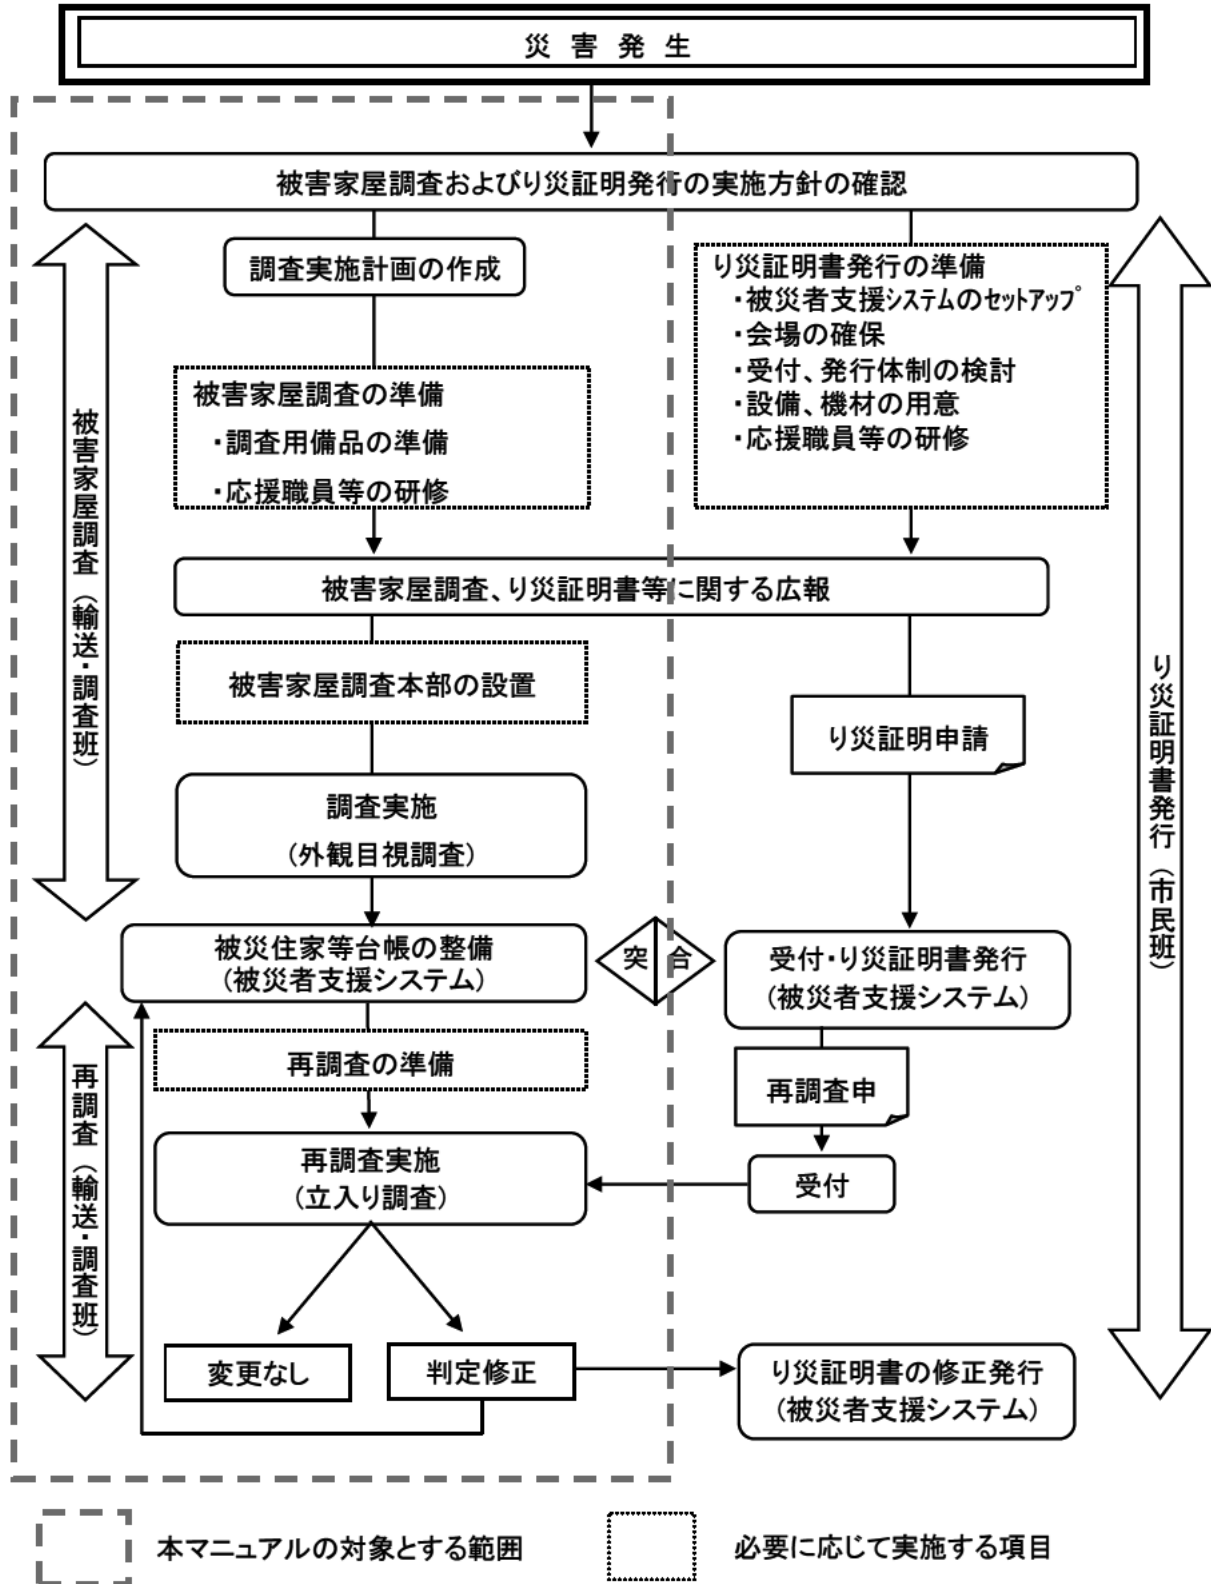 災害発生
被害家屋調査およびり災証明発行の実施方針の確認
調査実施計画の作成
り災証明書発行の準備
・被災者支援システムのセットアップ
・会場の確保
・受付、発行体制の検討
・設備、機材の用意
・応援職員等の研修
被害家屋調査の準備
・調査用備品の準備
・応援職員等の研修
被害家屋調査（輸送・調査班）
被害家屋調査、り災証明書等に関する広報
被害家屋調査本部の設置
り災証明申請
り災証明書発行（市民班）
調査実施
(外観目視調査)
被災住家等台帳の整備
(被災者支援システム)
突合
受付・り災証明書発行
(被災者支援システム)
再調査の準備
再調査申
再調査（輸送・調査班）
再調査実施
(立入り調査)
受付
変更なし
判定修正
り災証明書の修正発行
(被災者支援システム)
本マニュアルの対象とする範囲
必要に応じて実施する項目